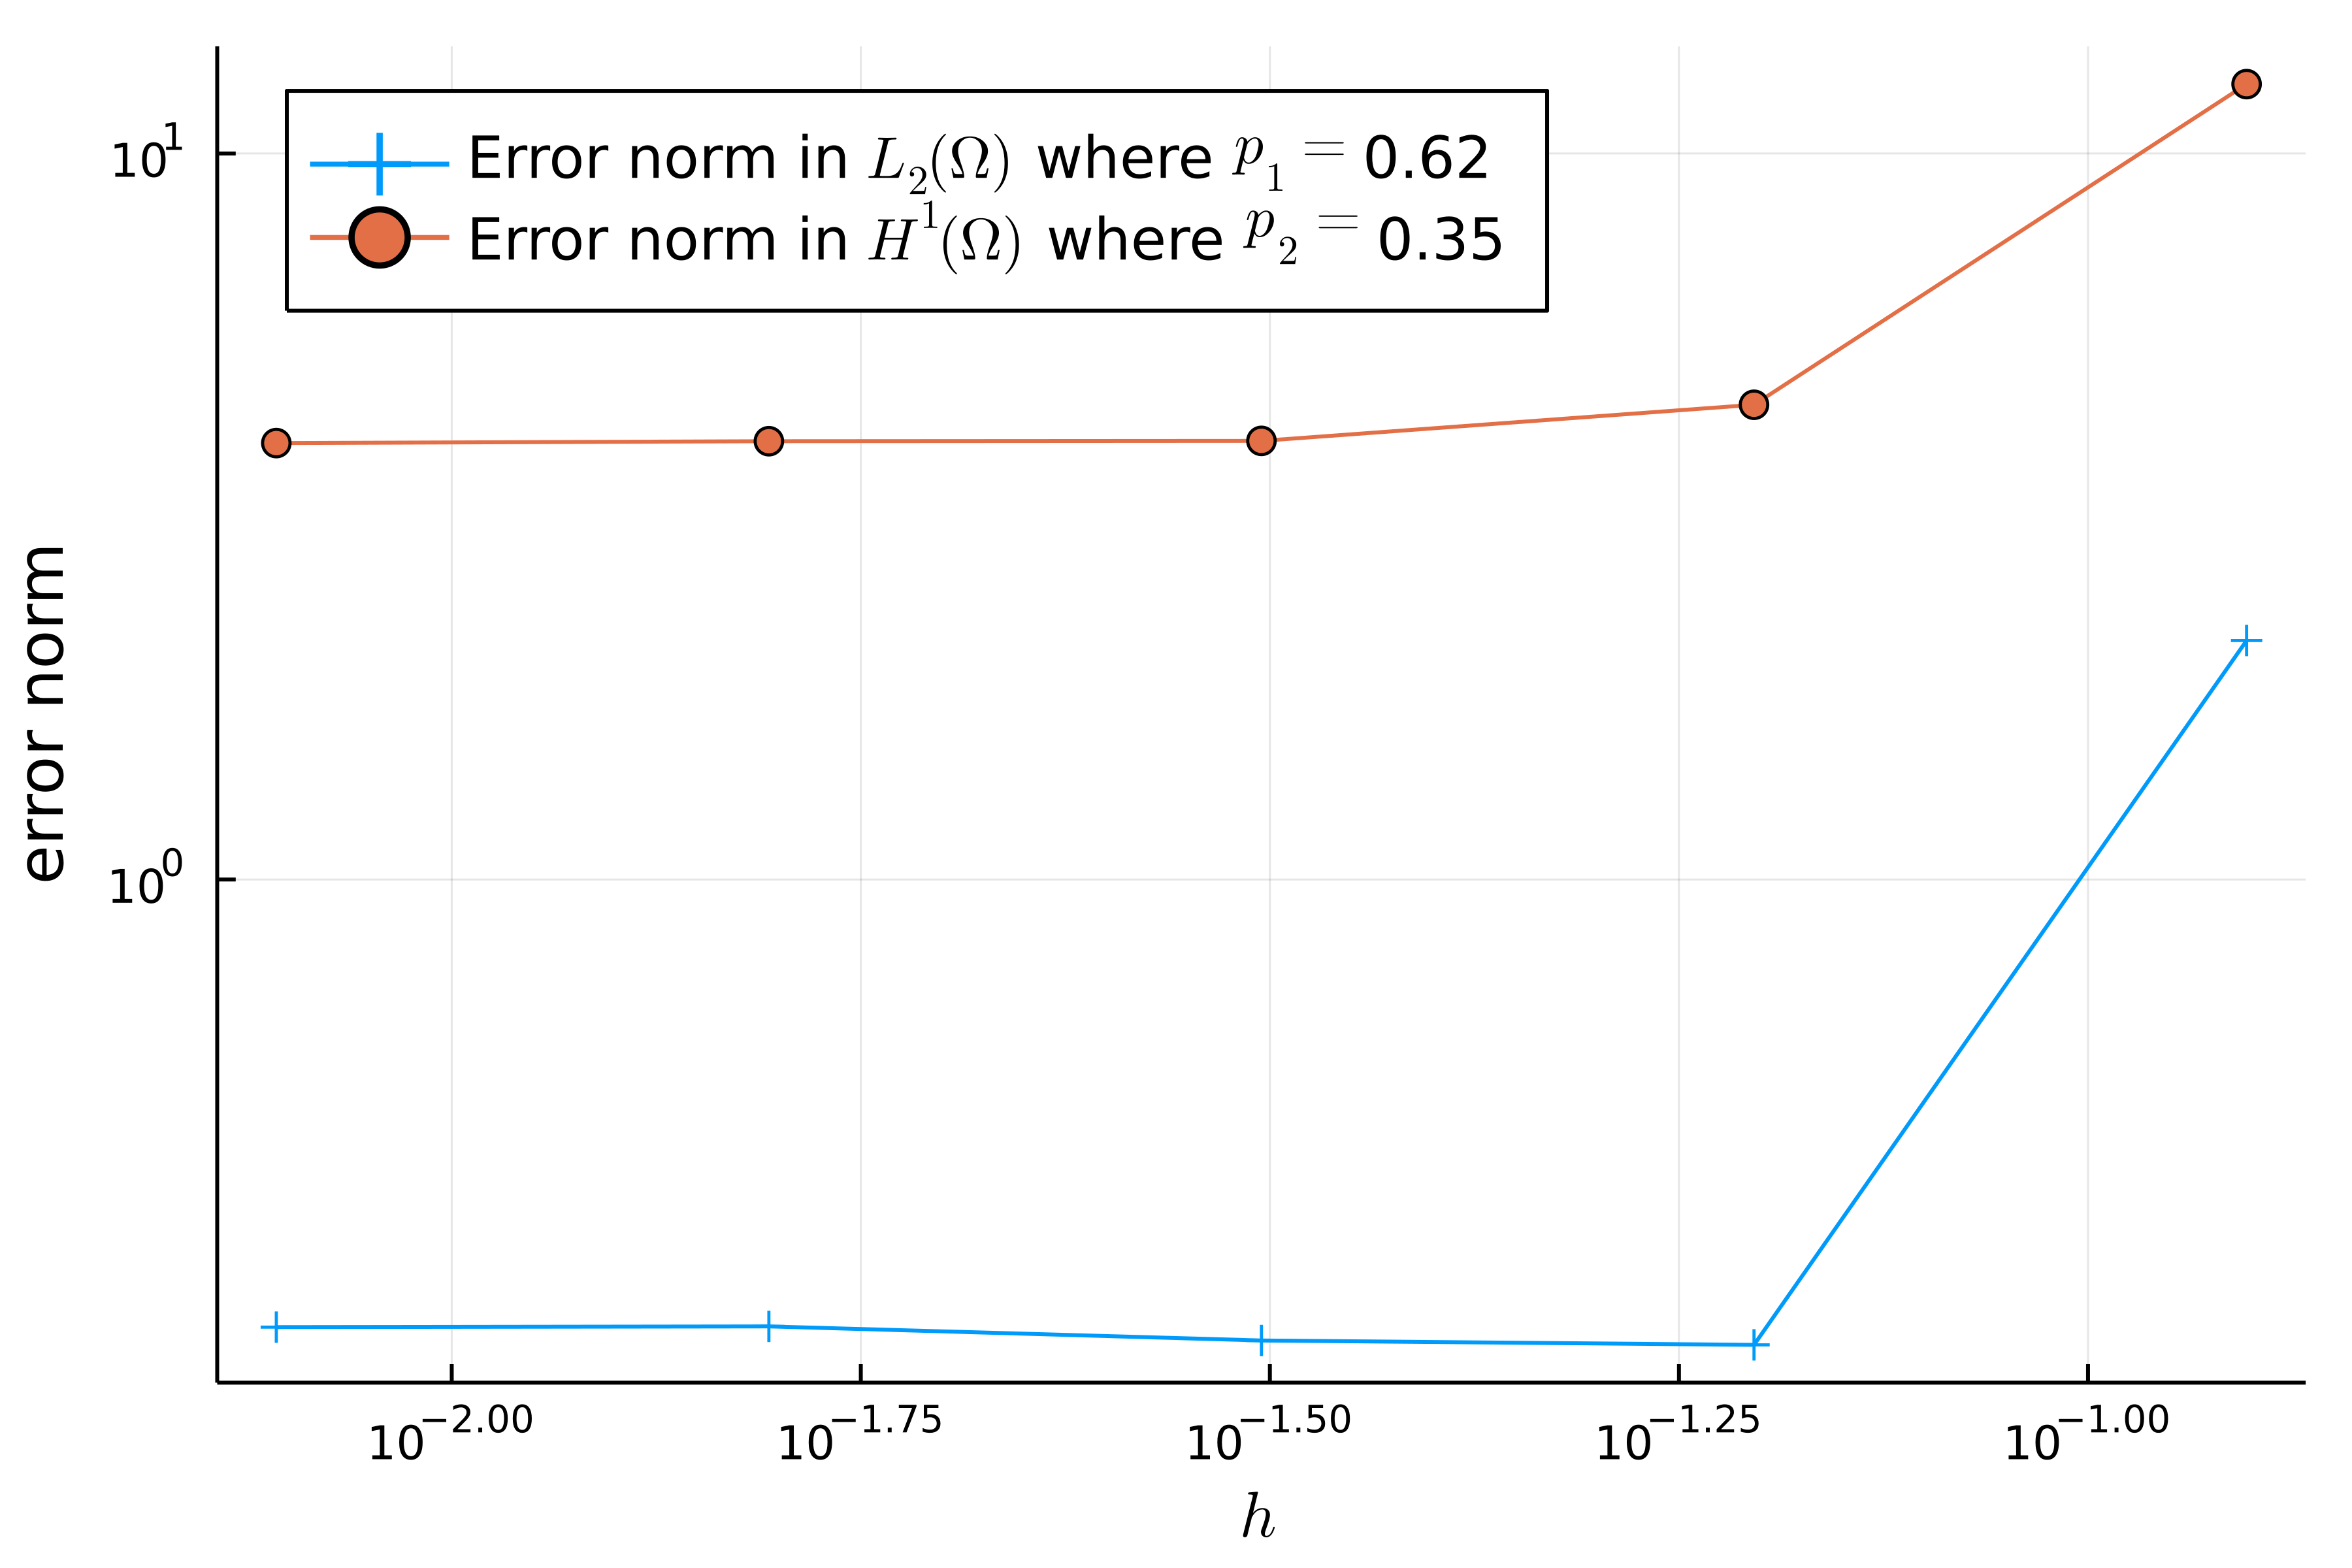 10¹
Error norm in L₂(Ω) where p₁ = 0.62
Error norm in H¹(Ω) where p₂ = 0.35
error norm
10⁰
10⁻²·⁰⁰ 10⁻¹·⁷⁵ 10⁻¹·⁵⁰ 10⁻¹·²⁵ 10⁻¹·⁰⁰
h